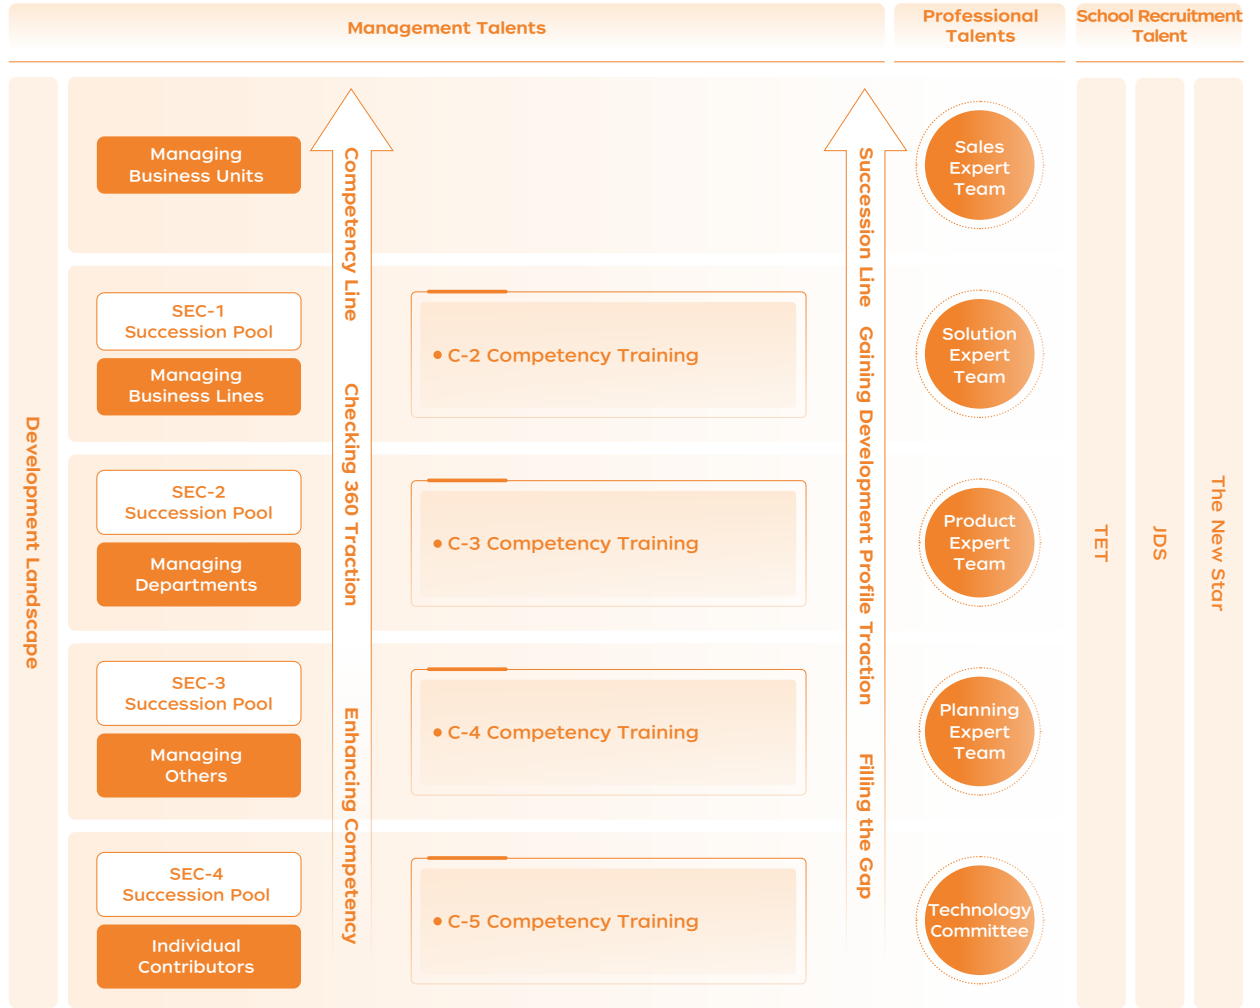 Management Talents
Professional
Talents
School Recruitment
Talent
Development Landscape
Managing
Business Units
SEC-1
Succession Pool
Managing
Business Lines
SEC-2
Succession Pool
Managing
Departments
SEC-3
Succession Pool
Managing
Others
SEC-4
Succession Pool
Individual
Contributors
Competency Line
Checking 360 Traction
Enhancing Competency
• C-2 Competency Training
• C-3 Competency Training
• C-4 Competency Training
• C-5 Competency Training
Succession Line
Gaining Development Profile Traction
Filling the Gap
Sales
Expert
Team
Solution
Expert
Team
Product
Expert
Team
Planning
Expert
Team
Technology
Committee
TET
JDS
The New Star